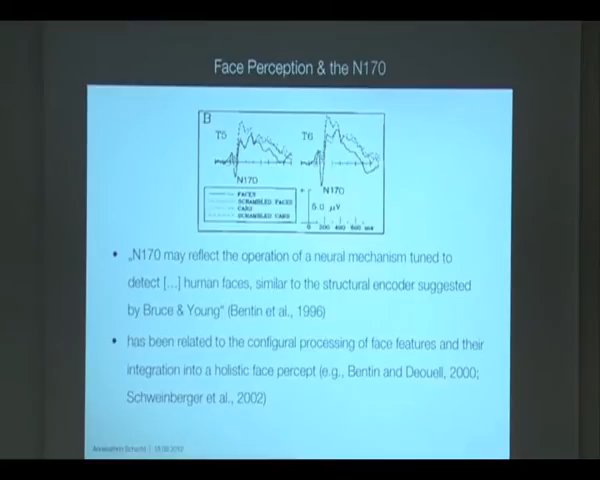 Face Perception & the N170
B
T5
T6
N170
N170
FACES
SCRAMBLED FACES
CARS
SCRAMBLED CARS
+
5.0 µV
0 200 400 600 ms
• „N170 may reflect the operation of a neural mechanism tuned to
detect [...] human faces, similar to the structural encoder suggested
by Bruce & Young“ (Bentin et al., 1996)
• has been related to the configural processing of face features and their
integration into a holistic face percept (e.g., Bentin and Deouell, 2000;
Schweinberger et al., 2002)